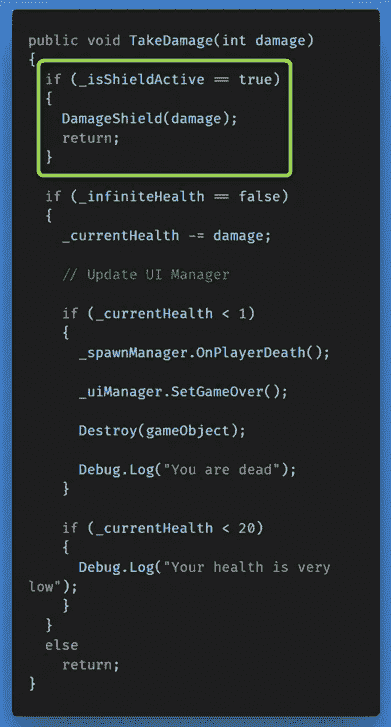 public void TakeDamage(int damage)
{
if (_isShieldActive == true)
{
DamageShield(damage);
return;
}
if (_infiniteHealth == false)
{
_currentHealth -= damage;
// Update UI Manager
if (_currentHealth < 1)
{
_spawnManager.OnPlayerDeath();
_uiManager.SetGameOver();
Destroy(gameObject);
Debug.Log("You are dead");
}
if (_currentHealth < 20)
{
Debug.Log("Your health is very
low");
}
}
else
return;
}